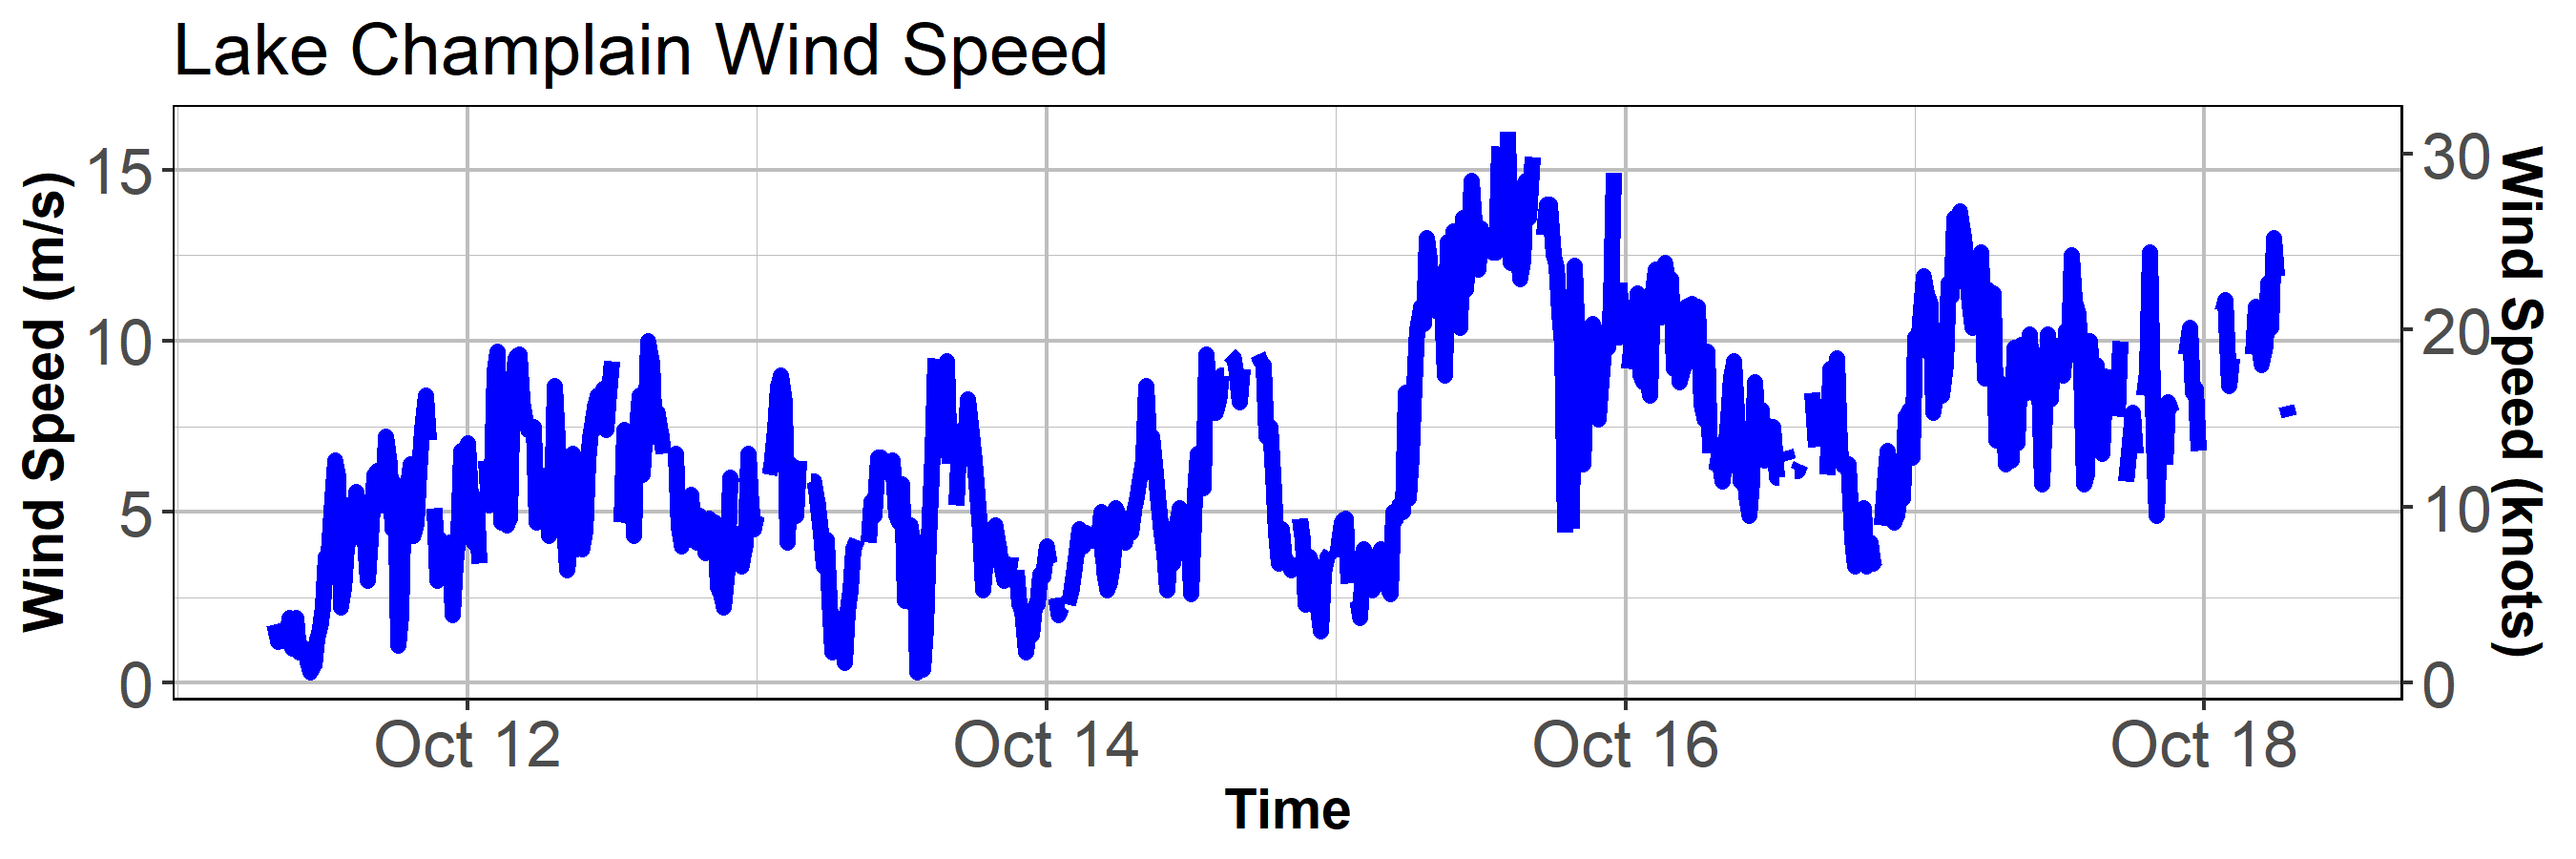 Lake Champlain Wind Speed
Wind Speed (m/s)
15
10
5
0
30
20
10
0
Wind Speed (knots)
Oct 12
Oct 14
Oct 16
Oct 18
Time